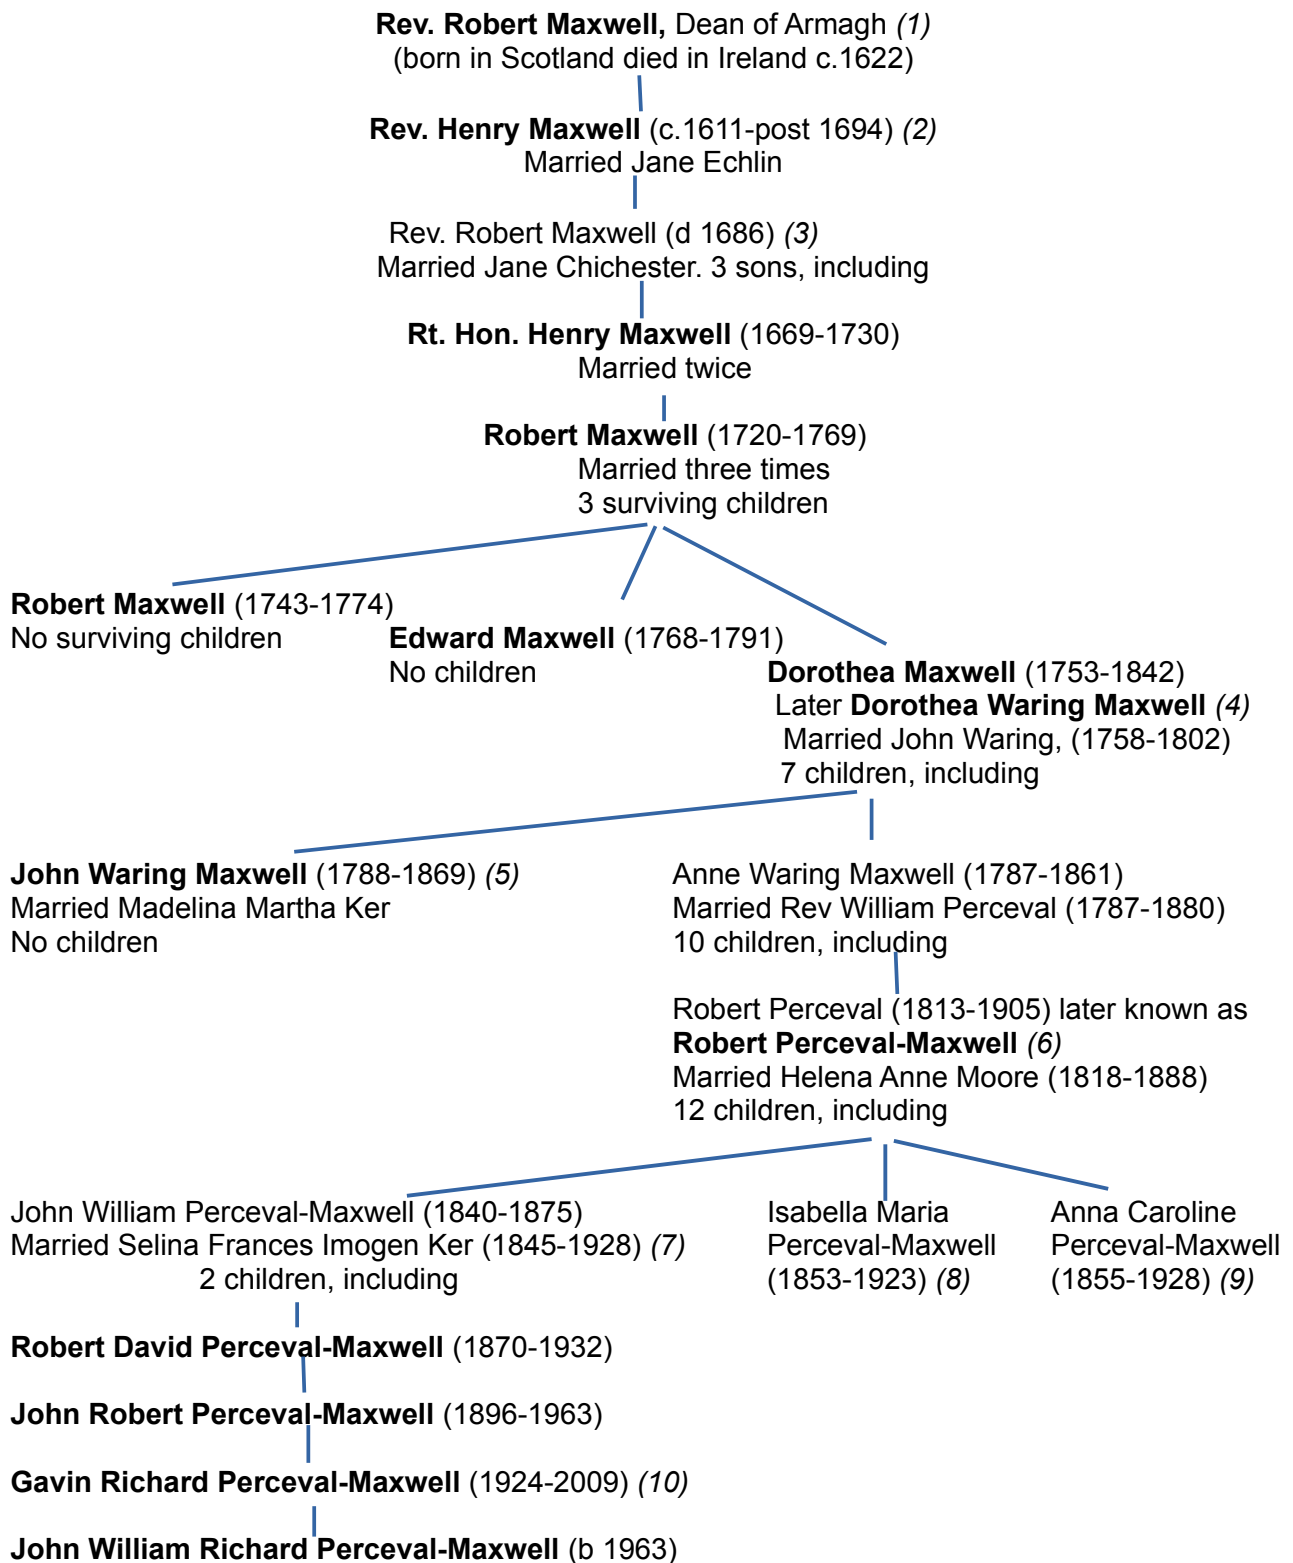 Rev. Robert Maxwell, Dean of Armagh (1)
(born in Scotland died in Ireland c.1622)
Rev. Henry Maxwell (c.1611-post 1694) (2)
Married Jane Echlin
Rev. Robert Maxwell (d 1686) (3)
Married Jane Chichester. 3 sons, including
Rt. Hon. Henry Maxwell (1669-1730)
Married twice
Robert Maxwell (1720-1769)
Married three times
3 surviving children
Robert Maxwell (1743-1774)
No surviving children
Edward Maxwell (1768-1791)
No children
Dorothea Maxwell (1753-1842)
Later Dorothea Waring Maxwell (4)
Married John Waring, (1758-1802)
7 children, including
John Waring Maxwell (1788-1869) (5)
Married Madelina Martha Ker
No children
Anne Waring Maxwell (1787-1861)
Married Rev William Perceval (1787-1880)
10 children, including
Robert Perceval (1813-1905) later known as
Robert Perceval-Maxwell (6)
Married Helena Anne Moore (1818-1888)
12 children, including
John William Perceval-Maxwell (1840-1875)
Married Selina Frances Imogen Ker (1845-1928) (7)
2 children, including
Isabella Maria
Perceval-Maxwell
(1853-1923) (8)
Anna Caroline
Perceval-Maxwell
(1855-1928) (9)
Robert David Perceval-Maxwell (1870-1932)
John Robert Perceval-Maxwell (1896-1963)
Gavin Richard Perceval-Maxwell (1924-2009) (10)
John William Richard Perceval-Maxwell (b 1963)